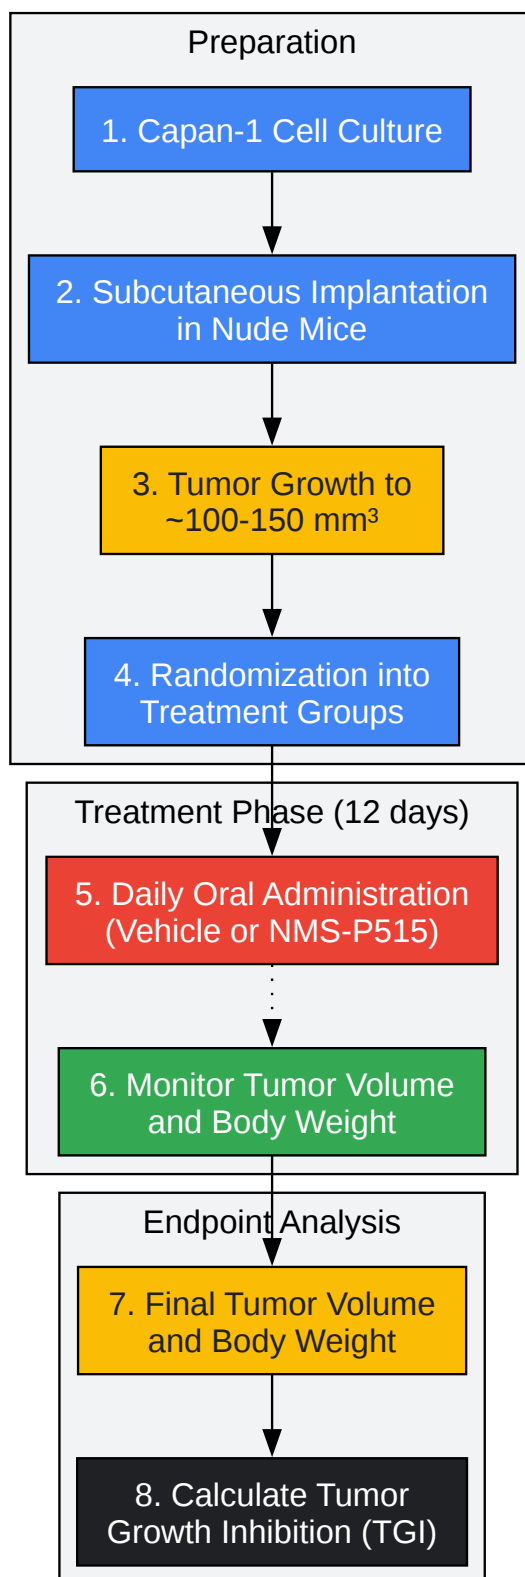 Preparation
1. Capan-1 Cell Culture
2. Subcutaneous Implantation
in Nude Mice
3. Tumor Growth to
~100-150 mm³
4. Randomization into
Treatment Groups
Treatment Phase (12 days)
5. Daily Oral Administration
(Vehicle or NMS-P515)
6. Monitor Tumor Volume
and Body Weight
Endpoint Analysis
7. Final Tumor Volume
and Body Weight
8. Calculate Tumor
Growth Inhibition (TGI)